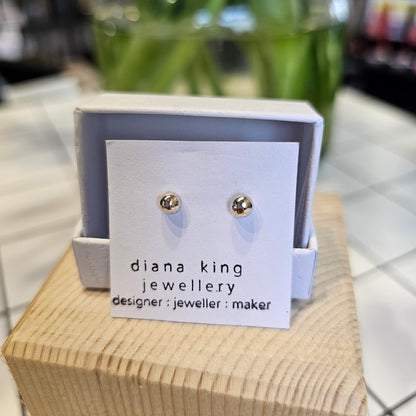 diana king
jewellery
designer : jeweller : maker